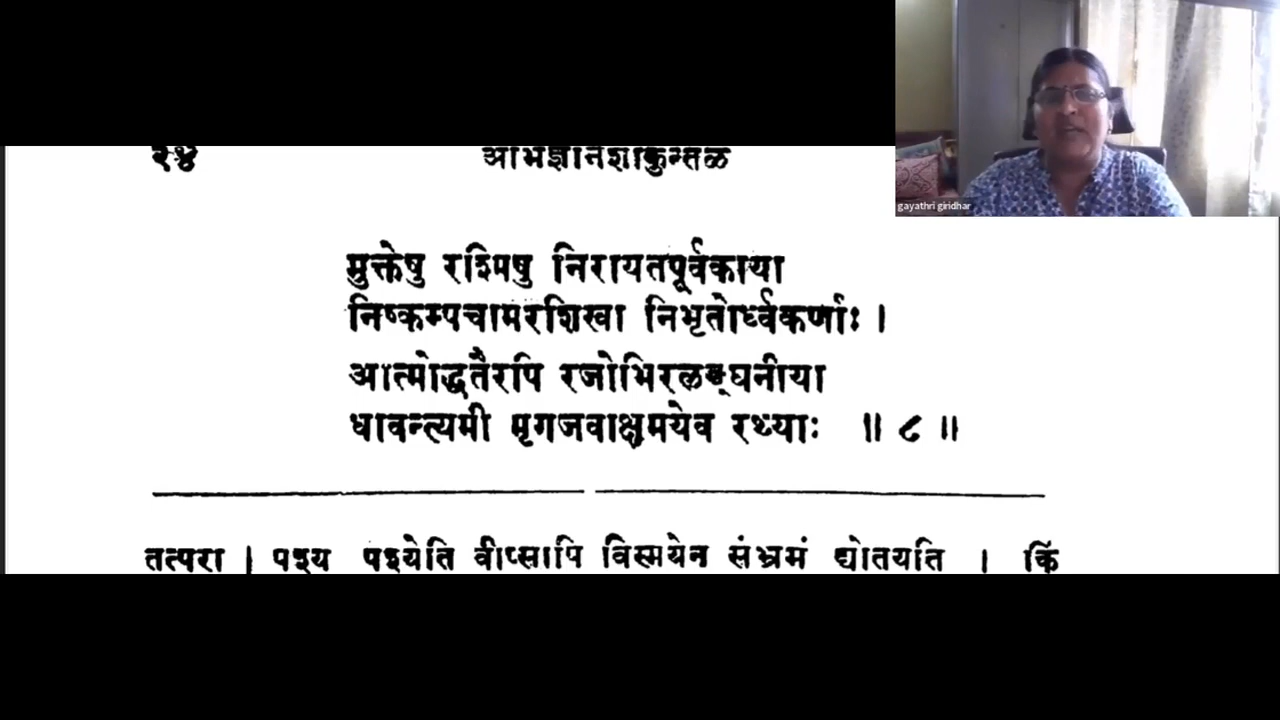 २४ अभिज्ञानशाकुन्तळ
gayathri giridhar
मुक्तेषु रश्मिषु निरायतपूर्वकाया
निष्कम्पचामरशिखा निभृतोर्ध्वकर्णाः ।
आत्मोद्धतैरपि रजोभिरलङ्घनीया
धावन्त्यमी मृगजवाक्षमयेव रथ्याः ॥ ८ ॥
तत्परा । पश्य पश्येति वीप्सापि विस्मयेन संभ्रमं द्योतयति । किं